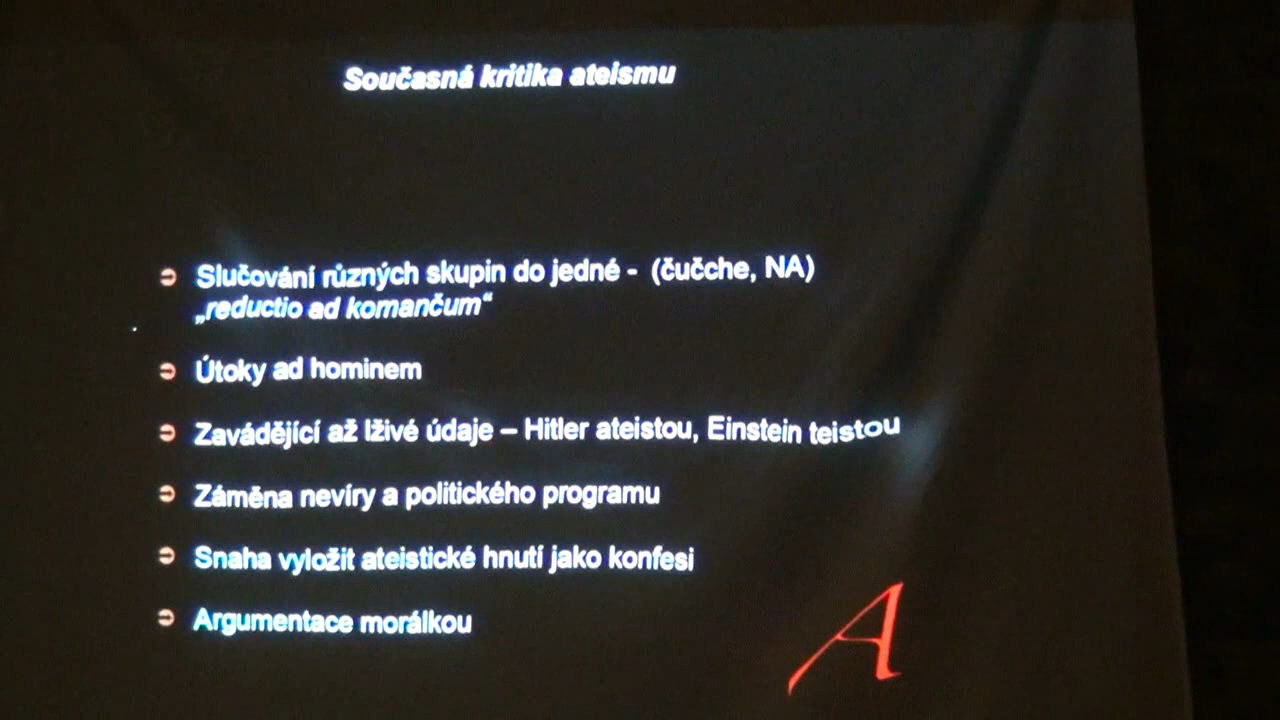 Současná kritika ateismu
Slučování různých skupin do jedné - (čučche, NA)
„reductio ad komančum“
Útoky ad hominem
Zavádějící až lživé údaje – Hitler ateistou, Einstein teistou
Záměna nevíry a politického programu
Snaha vyložit ateistické hnutí jako konfesi
Argumentace morálkou
A